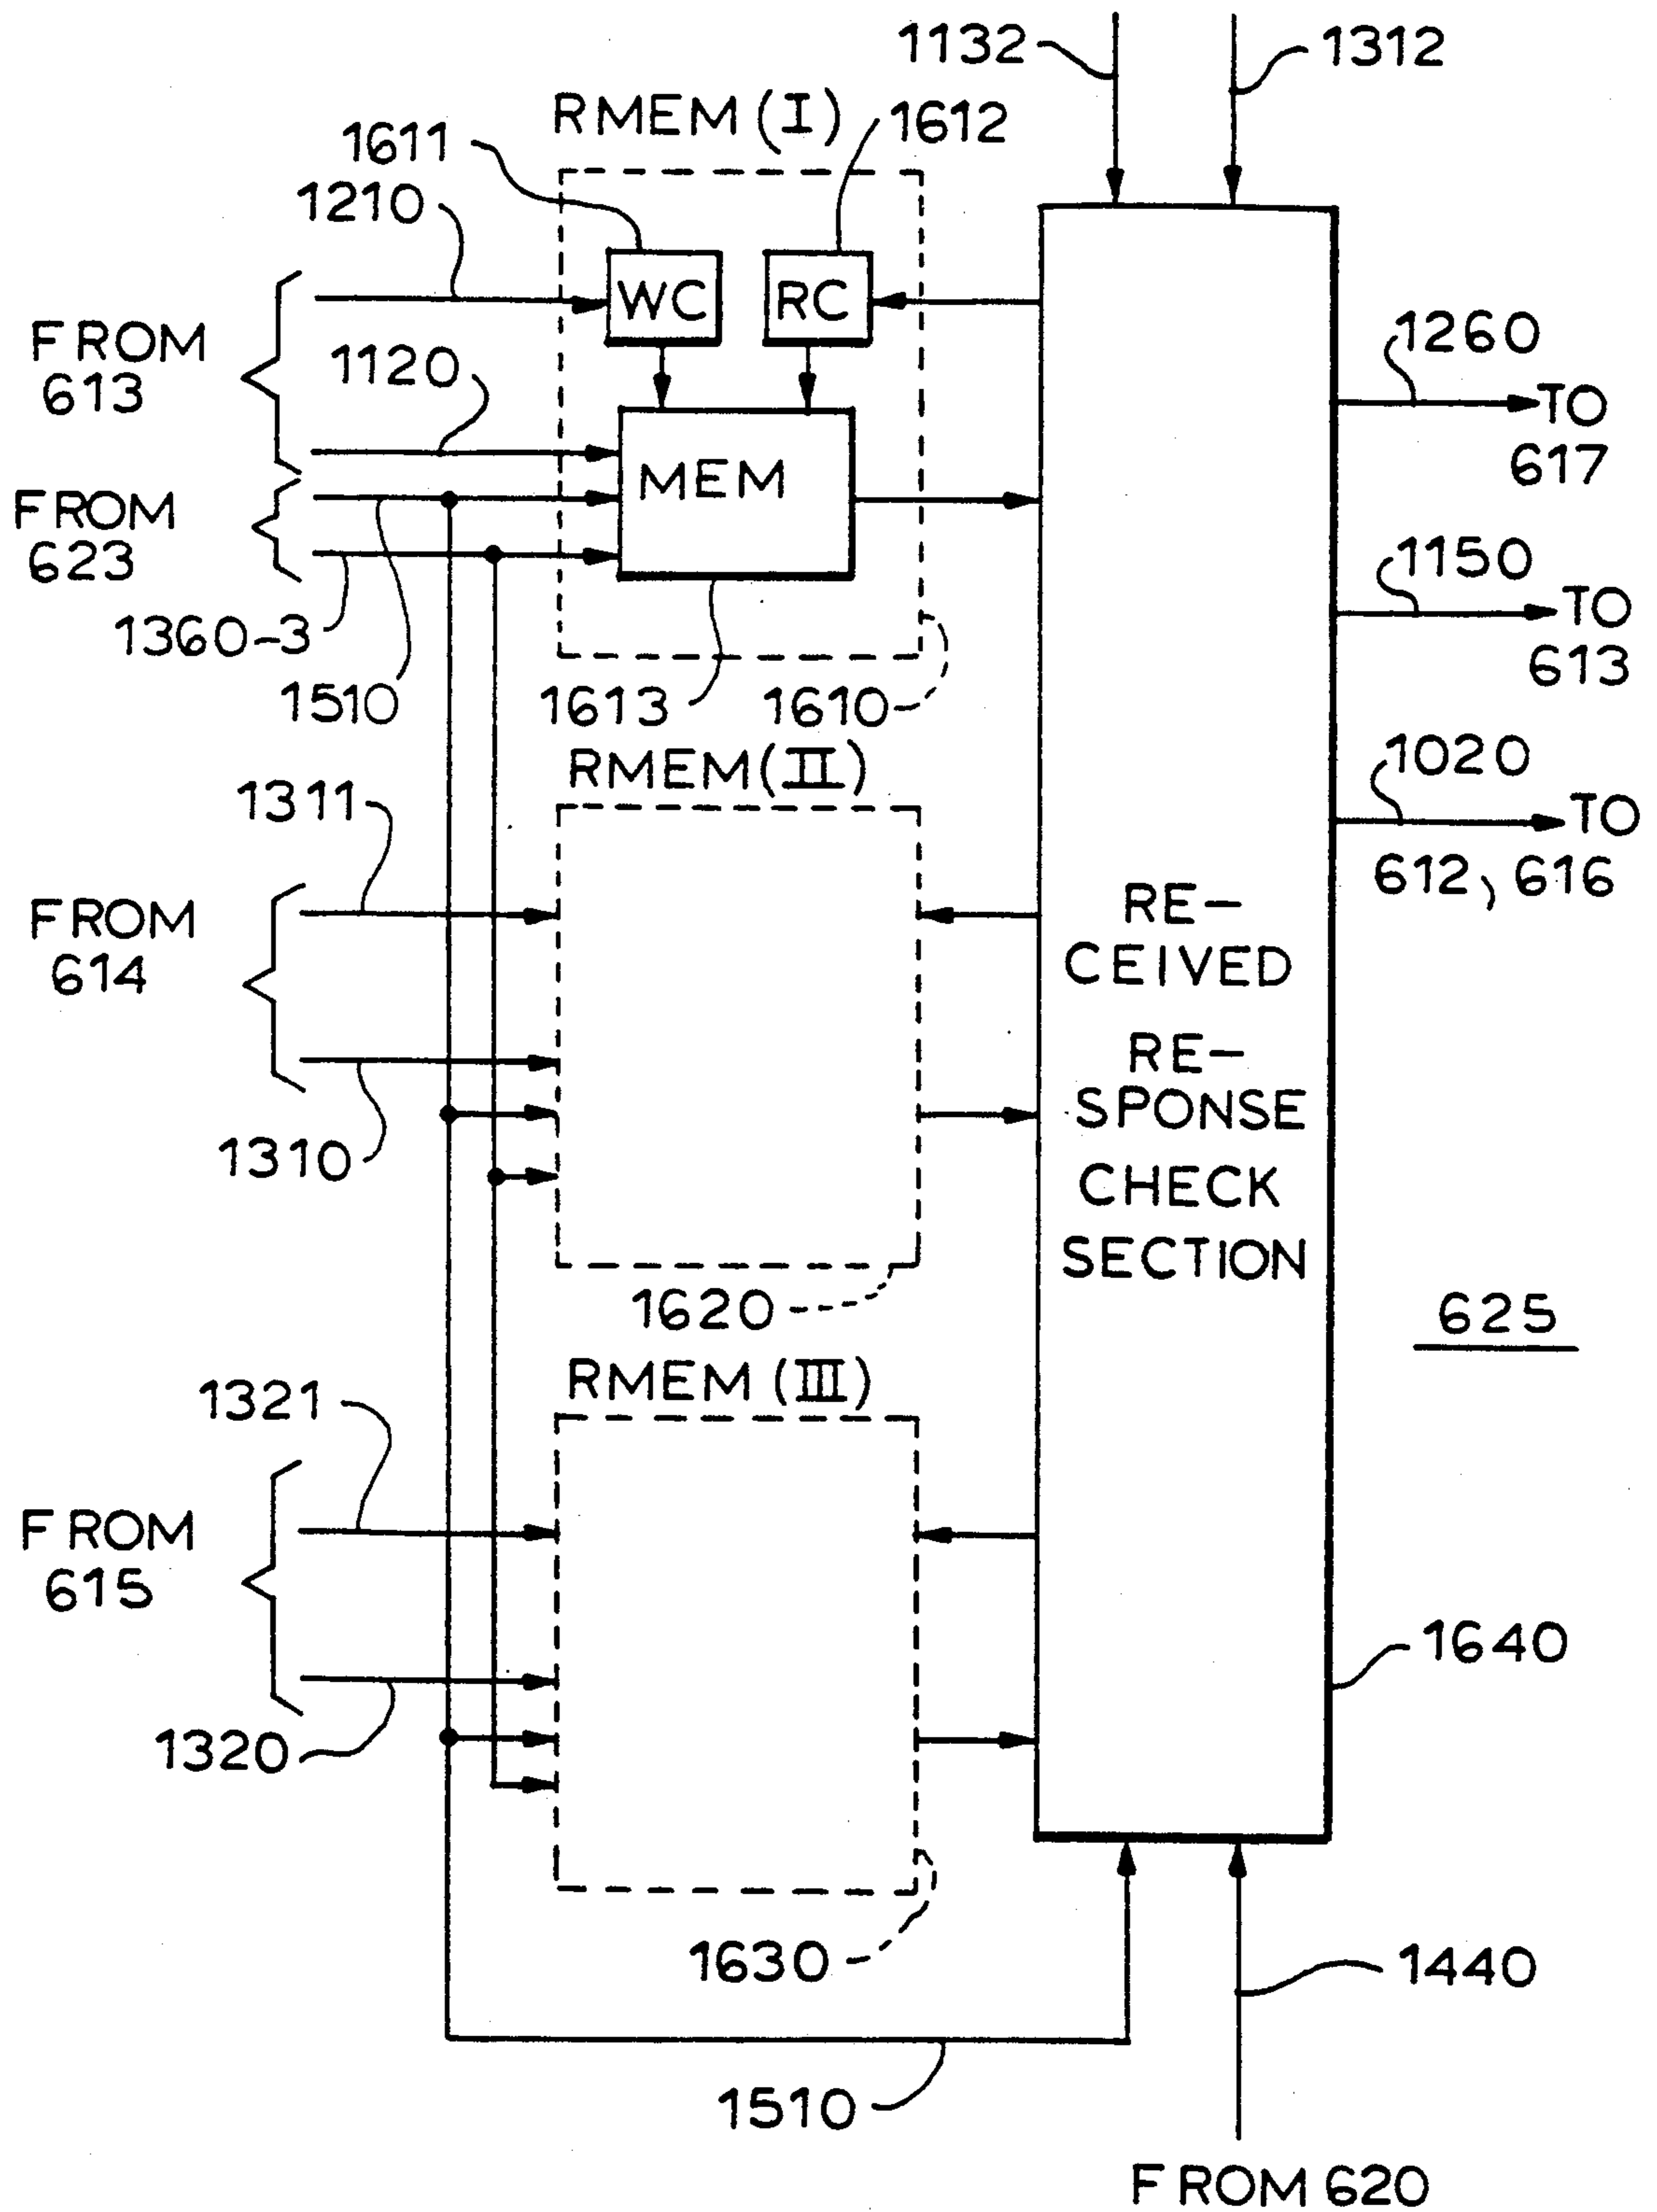 1132
1312
RMEM (I)
1612
1611
1210
WC
RC
FROM
613
1120
MEM
1260
TO
617
FROM
623
1150
TO
613
1360-3
1510
1613
1610
RMEM (II)
1020
TO
612, 616
1311
FROM
614
RE-
CEIVED
RE-
SPONSE
CHECK
SECTION
1310
1620
625
RMEM (III)
1321
FROM
615
1640
1320
1630
1440
1510
FROM 620